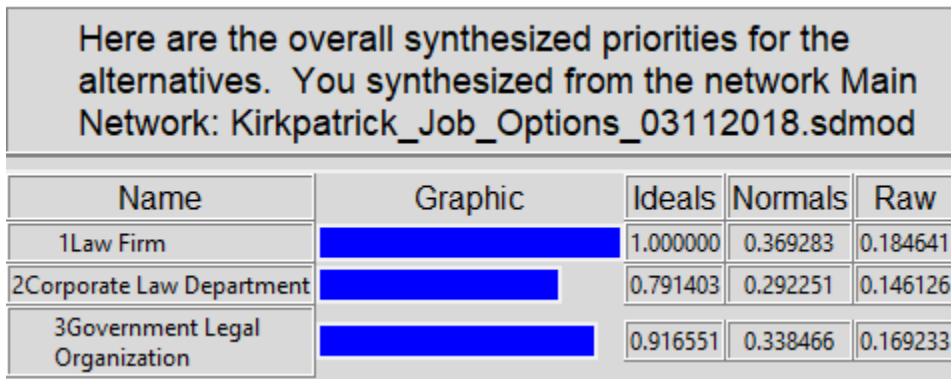 Here are the overall synthesized priorities for the
alternatives.  You synthesized from the network Main
Network: Kirkpatrick_Job_Options_03112018.sdmod
Name Graphic Ideals Normals Raw
1Law Firm 1.000000 0.369283 0.184641
2Corporate Law Department 0.791403 0.292251 0.146126
3Government Legal
Organization 0.916551 0.338466 0.169233